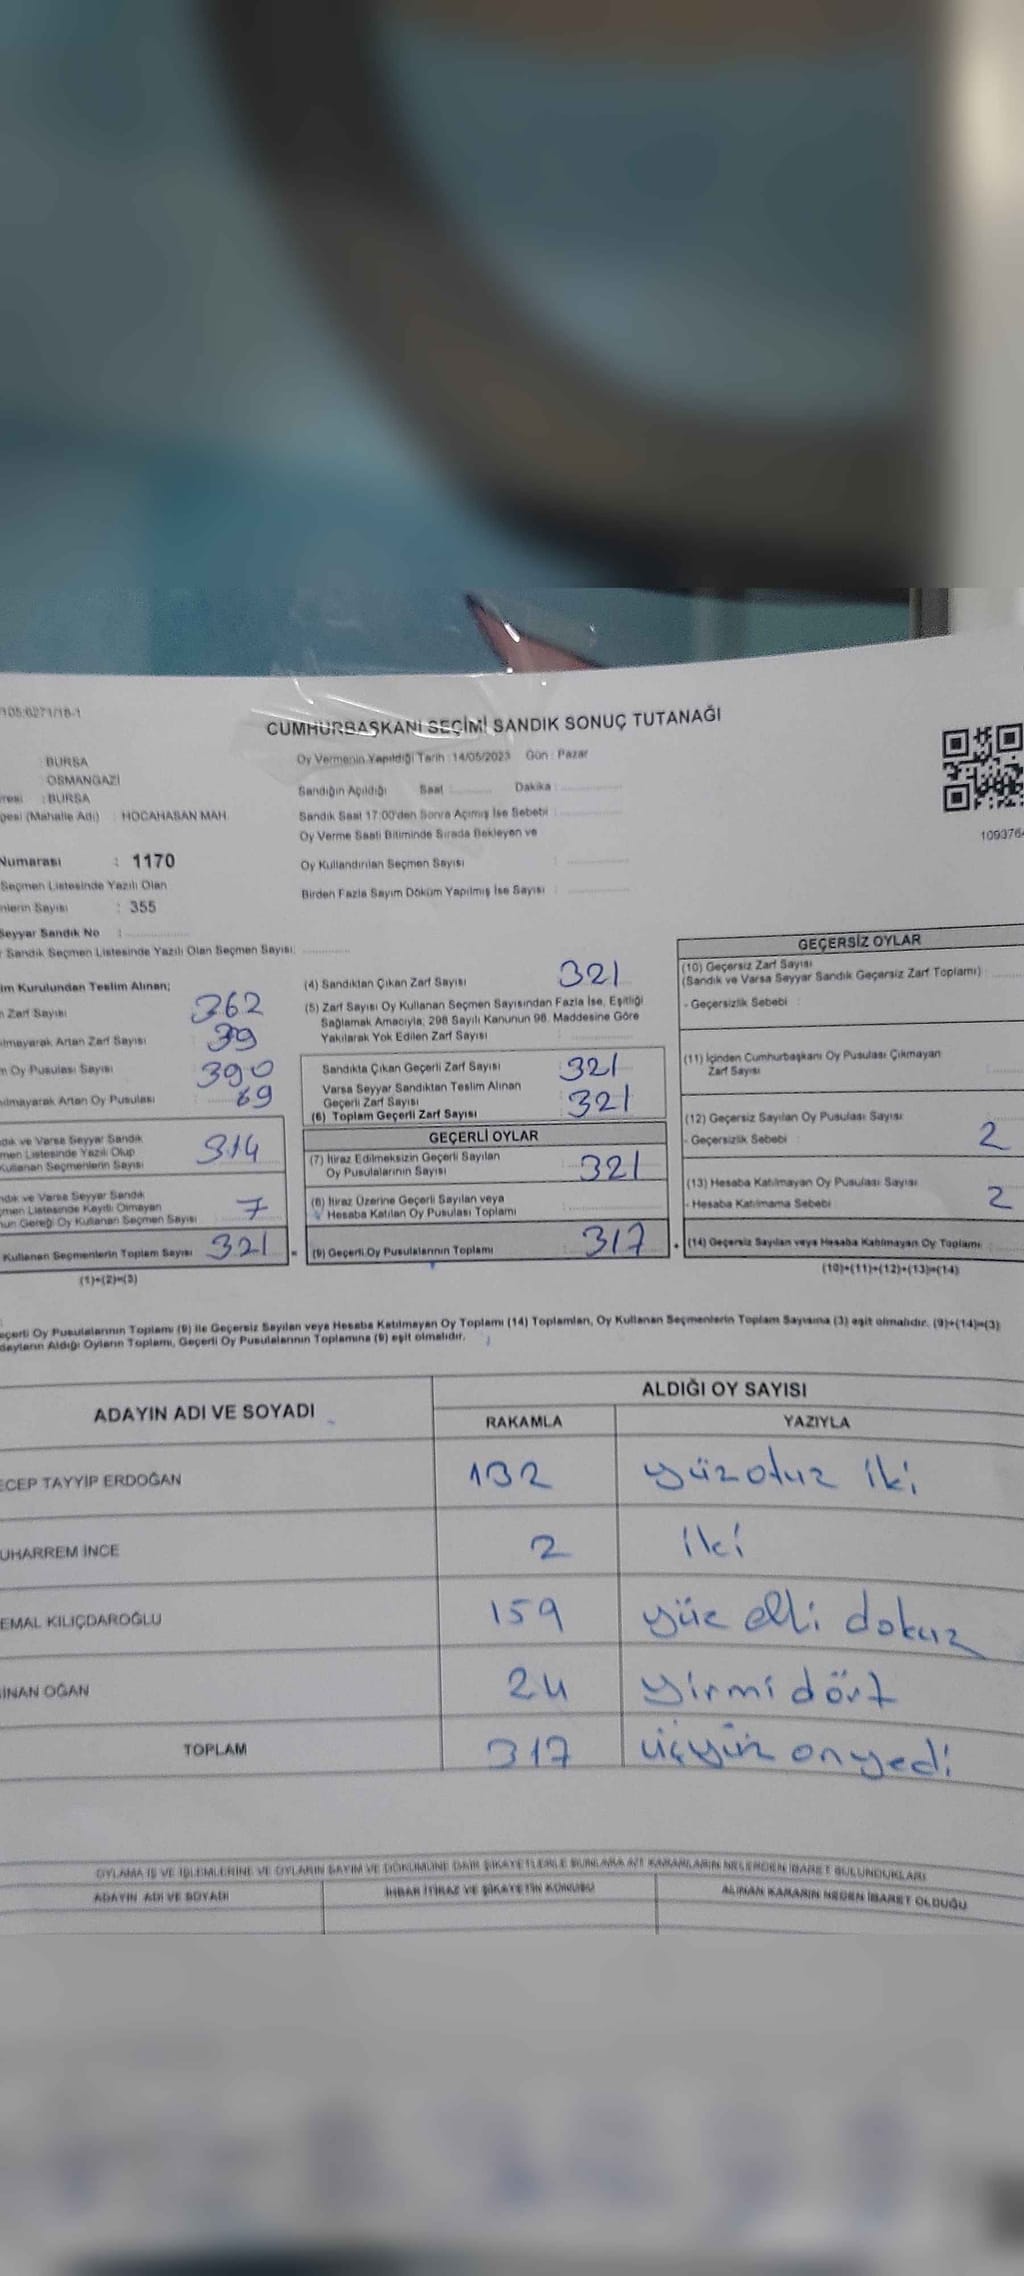 105:6271/18-1
CUMHURBAŞKANI SEÇİMİ SANDIK SONUÇ TUTANAĞI
BURSA
OSMANGAZİ
: BURSA
(Mahalle Adı) : HOCAHASAN MAH.
Numarası : 1170
Seçmen Listesinde Yazılı Olan
Sayısı : 355
Seyyar Sandık No :
Sandık Seçmen Listesinde Yazılı Olan Seçmen Sayısı:
Oy Vermenin Yapıldığı Tarih : 14/05/2023 Gün : Pazar
Sandığın Açıldığı Saat : Dakika :
Sandık Saat 17:00'den Sonra Açımış İse Sebebi :
Oy Verme Saati Bitiminde Sırada Bekleyen ve
Oy Kullandırılan Seçmen Sayısı :
Birden Fazla Sayım Döküm Yapılmış İse Sayısı :
109376
Kurulundan Teslim Alınan;
Zarf Sayısı 362
Artan Zarf Sayısı 39
Oy Pusulası Sayısı 390
Artan Oy Pusulası 69
ve Varsa Seyyar Sandık
Listesinde Yazılı Olup
Seçmenlerin Sayısı 314
ve Varsa Seyyar Sandık
Listesinde Kayıtlı Olmayan
Gereği Oy Kullanan Seçmen Sayısı 7
Kullanan Seçmenlerin Toplam Sayısı 321 =
(1)+(2)=(3)
(4) Sandıktan Çıkan Zarf Sayısı 321
(5) Zarf Sayısı Oy Kullanan Seçmen Sayısından Fazla İse, Eşitliği
Sağlamak Amacıyla, 298 Sayılı Kanunun 98. Maddesine Göre
Yakılarak Yok Edilen Zarf Sayısı :
Sandıkta Çıkan Geçerli Zarf Sayısı : 321
Varsa Seyyar Sandıktan Teslim Alınan
Geçerli Zarf Sayısı
(6) Toplam Geçerli Zarf Sayısı : 321
GEÇERLİ OYLAR
(7) İtiraz Edilmeksizin Geçerli Sayılan
Oy Pusulalarının Sayısı : 321
(8) İtiraz Üzerine Geçerli Sayılan veya
Hesaba Katılan Oy Pusulası Toplamı :
(9) Geçerli Oy Pusulalarının Toplamı : 317 +
GEÇERSİZ OYLAR
(10) Geçersiz Zarf Sayısı
(Sandık ve Varsa Seyyar Sandık Geçersiz Zarf Toplamı) :
- Geçersizlik Sebebi :
(11) İçinden Cumhurbaşkanı Oy Pusulası Çıkmayan
Zarf Sayısı :
(12) Geçersiz Sayılan Oy Pusulası Sayısı
- Geçersizlik Sebebi : 2
(13) Hesaba Katılmayan Oy Pusulası Sayısı
- Hesaba Katılmama Sebebi : 2
(14) Geçersiz Sayılan veya Hesaba Katılmayan Oy Toplamı :
(10)+(11)+(12)+(13)=(14)
Oy Pusulalarının Toplamı (9) ile Geçersiz Sayılan veya Hesaba Katılmayan Oy Toplamı (14) Toplamları, Oy Kullanan Seçmenlerin Toplam Sayısına (3) eşit olmalıdır. (9)+(14)=(3)
Aldığı Oyların Toplamı, Geçerli Oy Pusulalarının Toplamına (9) eşit olmalıdır.
ADAYIN ADI VE SOYADI ALDIĞI OY SAYISI
RAKAMLA YAZIYLA
ECEP TAYYİP ERDOĞAN 132 yüzotuz iki
UHARREM İNCE 2 iki
EMAL KILIÇDAROĞLU 159 yüz elli dokuz
İNAN OĞAN 24 yirmi dört
TOPLAM 317 üçyüz onyedi
OYLAMA İŞ VE İŞLEMLERİNE VE OYLARIN SAYIM VE DÖKÜMÜNE DAİR ŞİKAYETLERLE BUNLARA AİT KARARLARIN NELERDEN İBARET BULUNDUKLARI
ADAYIN ADI VE SOYADI İHBAR İTİRAZ VE ŞİKAYETİN KONUSU ALINAN KARARIN NEDEN İBARET OLDUĞU